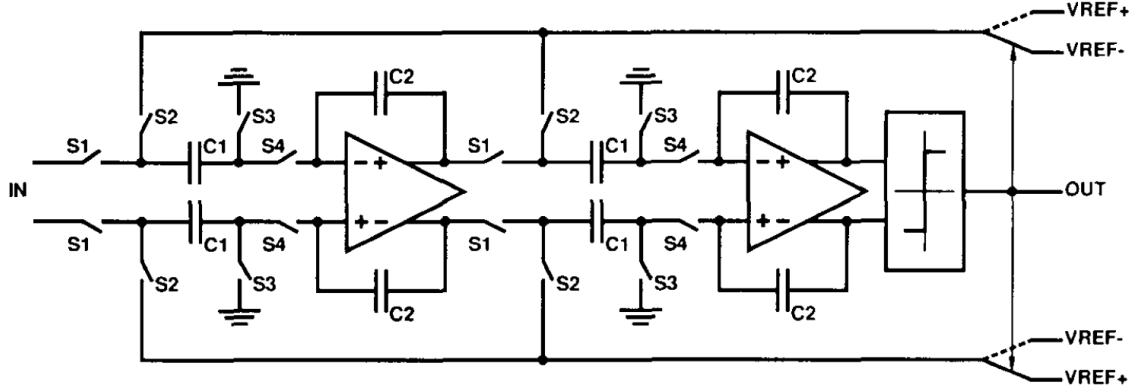 VREF+
VREF-
C2 C2
S2 S3 S2 S3
S1 C1 S4 - + S1 C1 S4 - +
IN OUT
S1 C1 S4 + - S1 C1 S4 + -
S2 S3 S2 S3
C2 C2
VREF-
VREF+